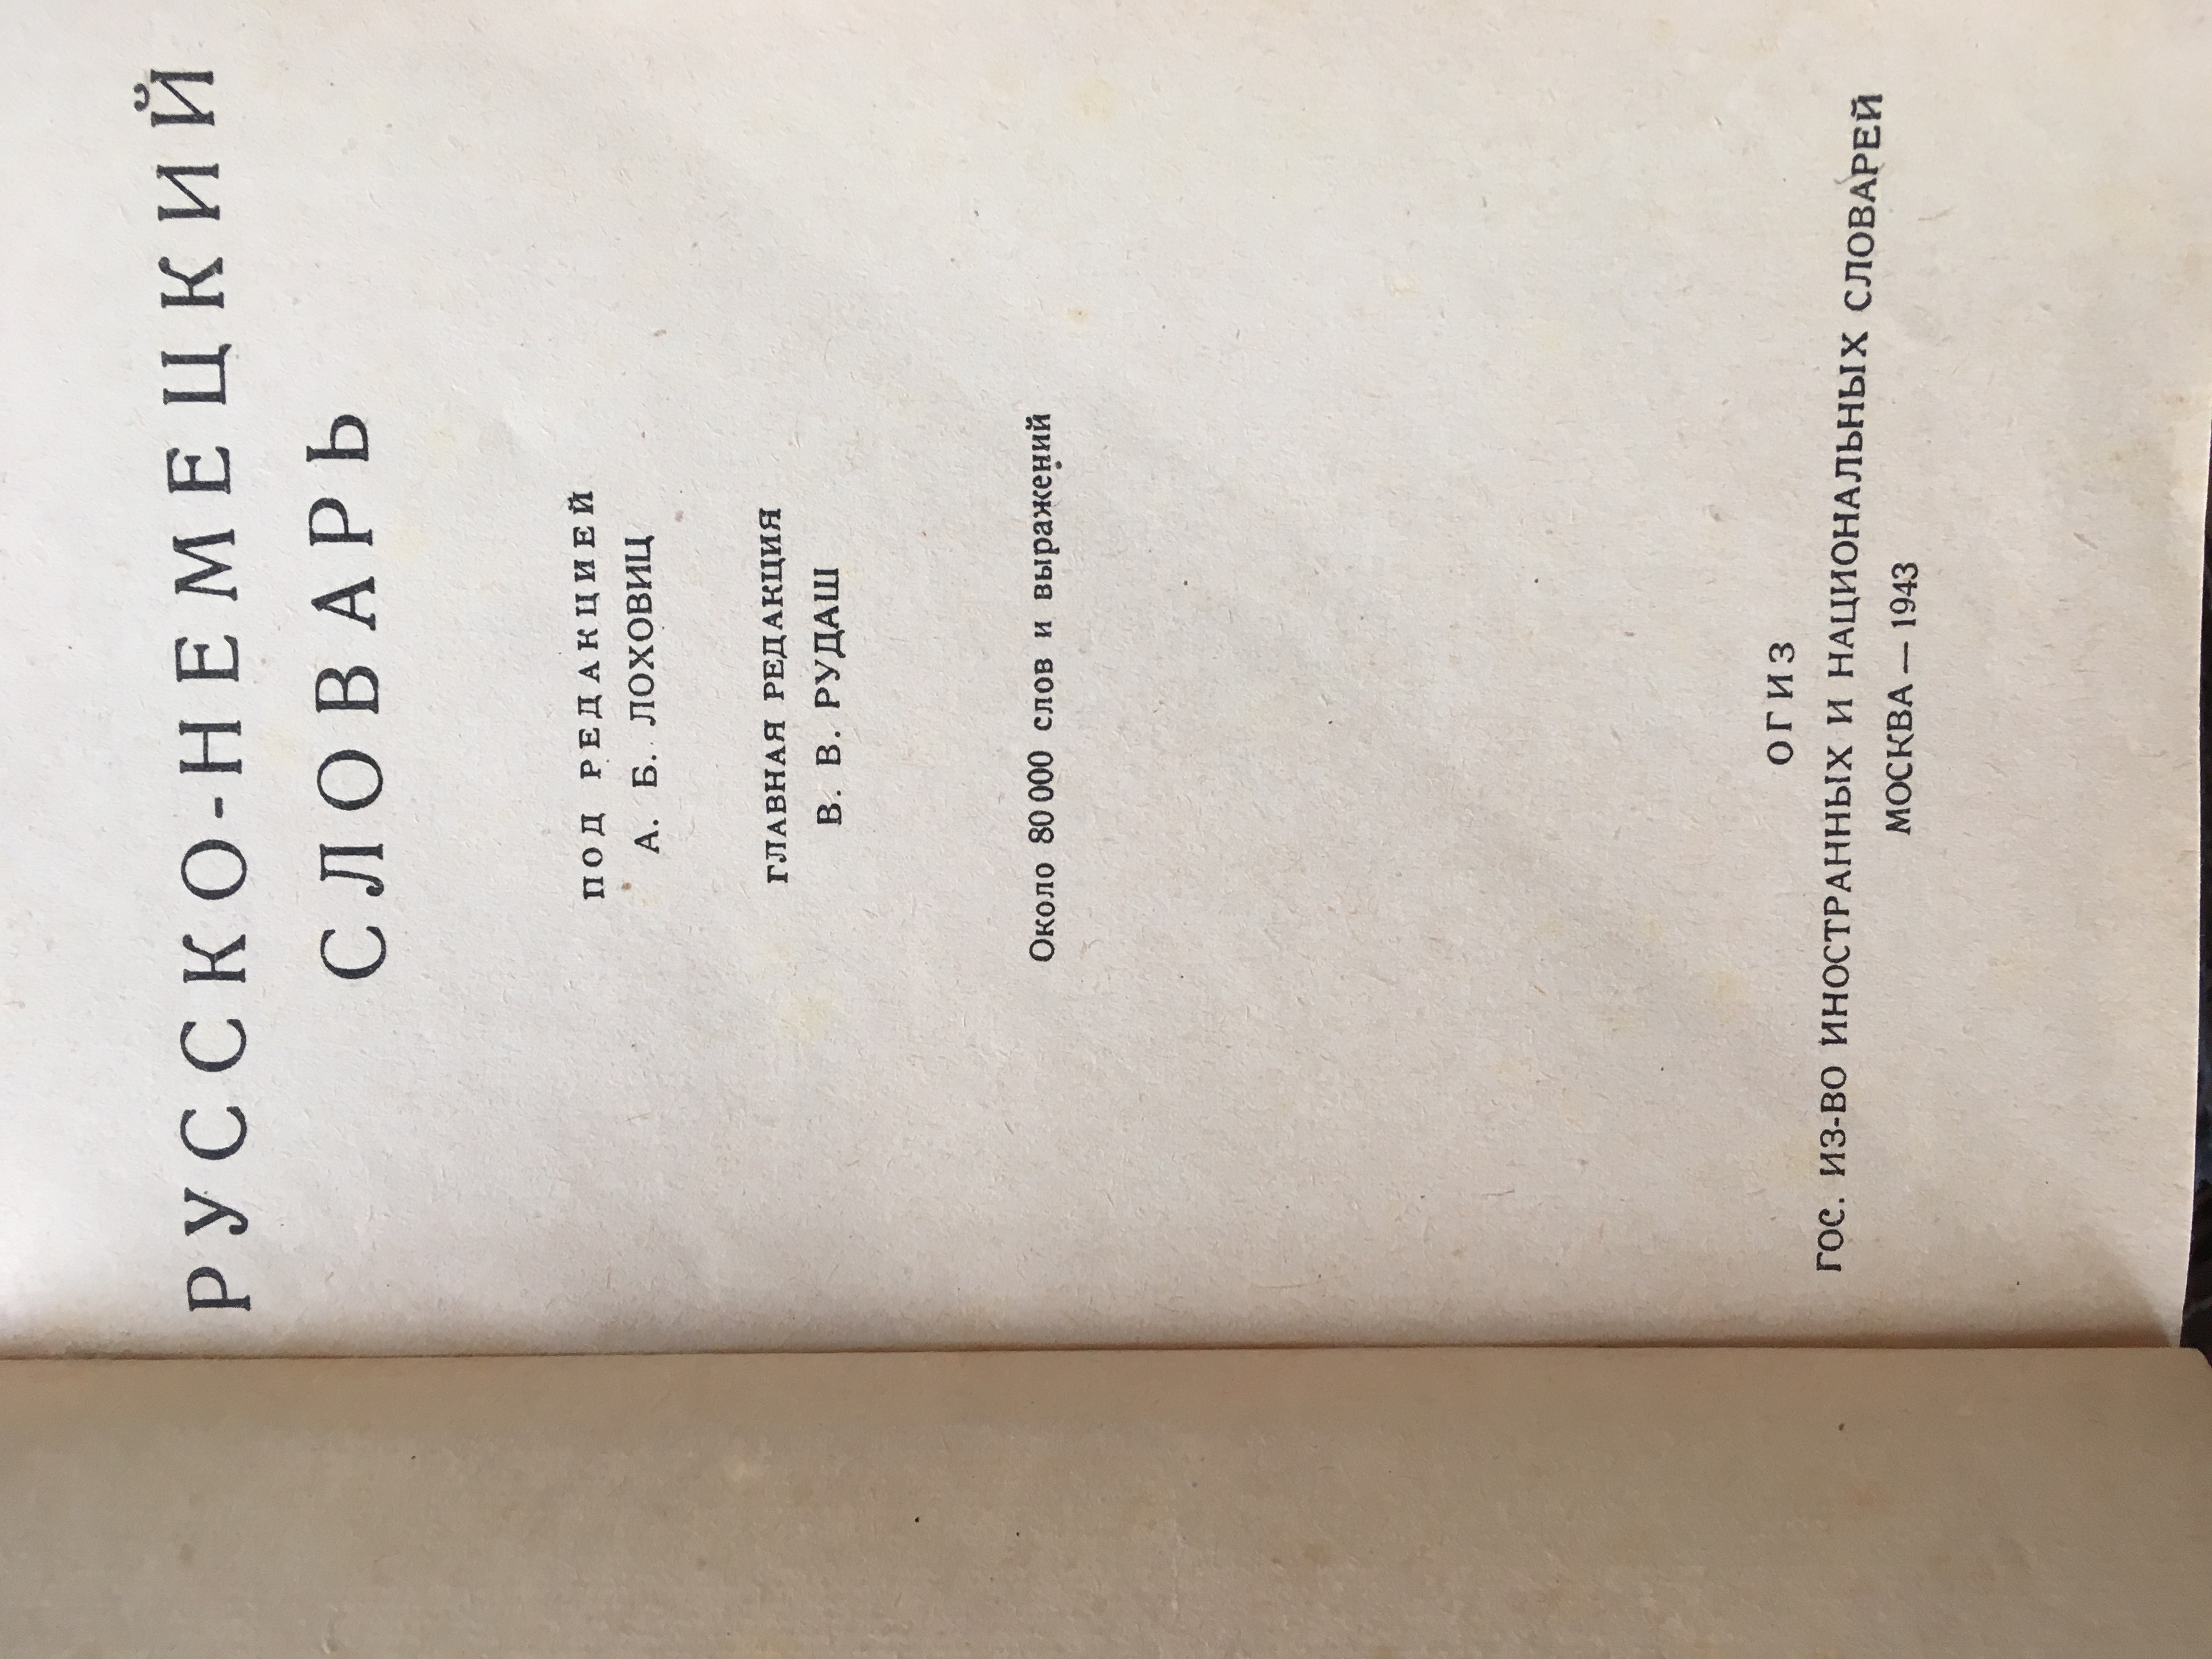 РУССКО-НЕМЕЦКИЙ
СЛОВАРЬ
ПОД РЕДАКЦИЕЙ
А. Б. ЛОХОВИЦ
ГЛАВНАЯ РЕДАКЦИЯ
В. В. РУДАШ
Около 80 000 слов и выражений
ОГИЗ
ГОС. ИЗ-ВО ИНОСТРАННЫХ И НАЦИОНАЛЬНЫХ СЛОВАРЕЙ
МОСКВА — 1943